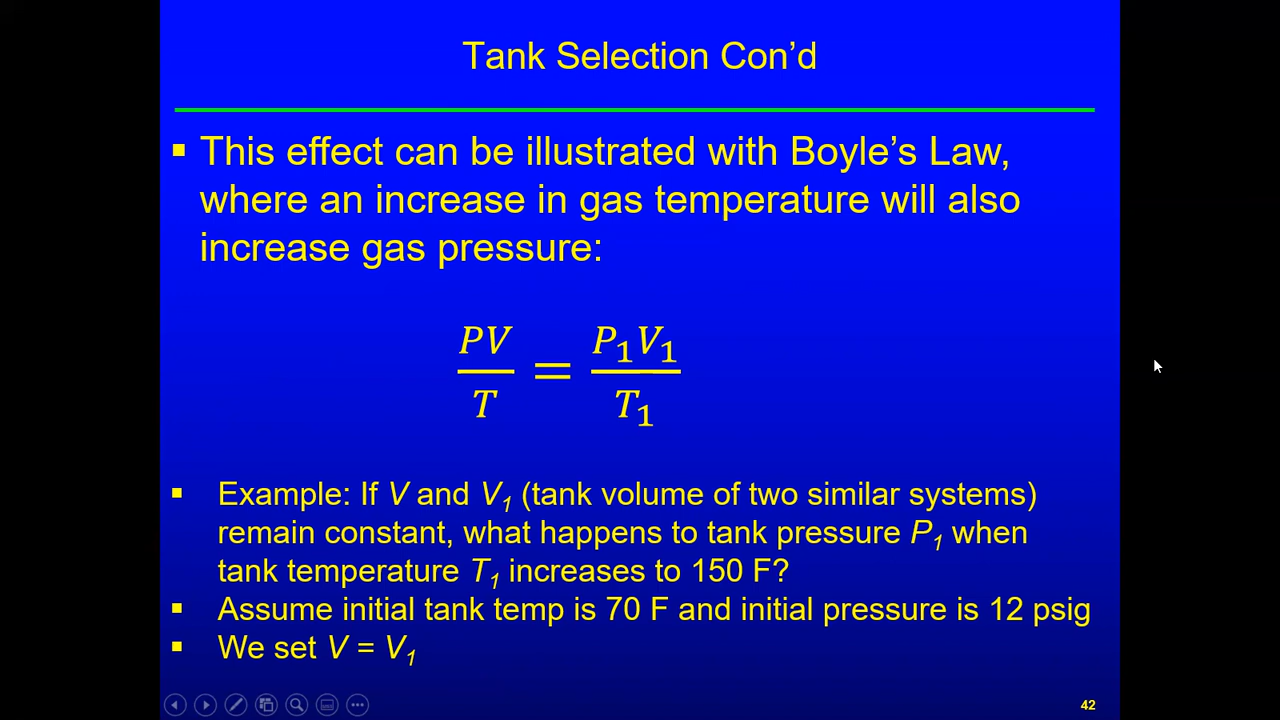 Tank Selection Con’d
▪ This effect can be illustrated with Boyle’s Law,
where an increase in gas temperature will also
increase gas pressure:
PV/T = P₁V₁/T₁
▪ Example: If V and V₁ (tank volume of two similar systems)
remain constant, what happens to tank pressure P₁ when
tank temperature T₁ increases to 150 F?
▪ Assume initial tank temp is 70 F and initial pressure is 12 psig
▪ We set V = V₁
42